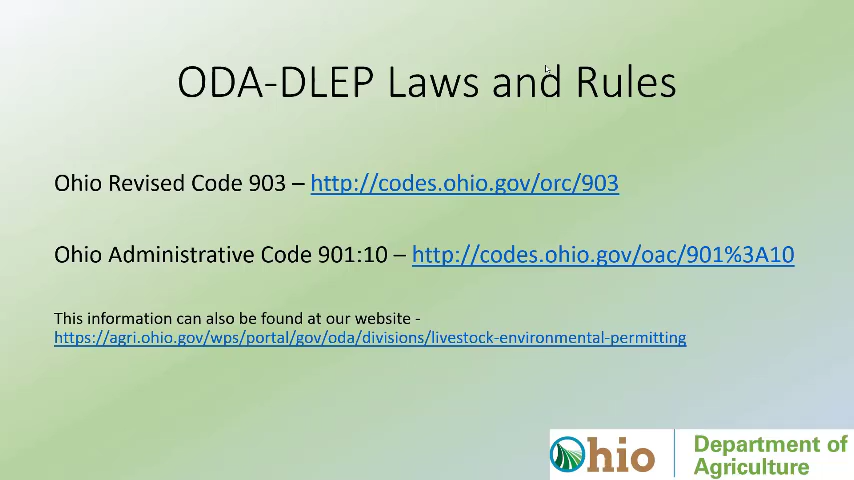 ODA-DLEP Laws and Rules
Ohio Revised Code 903 – http://codes.ohio.gov/orc/903
Ohio Administrative Code 901:10 – http://codes.ohio.gov/oac/901%3A10
This information can also be found at our website -
https://agri.ohio.gov/wps/portal/gov/oda/divisions/livestock-environmental-permitting
Ohio
Department of
Agriculture